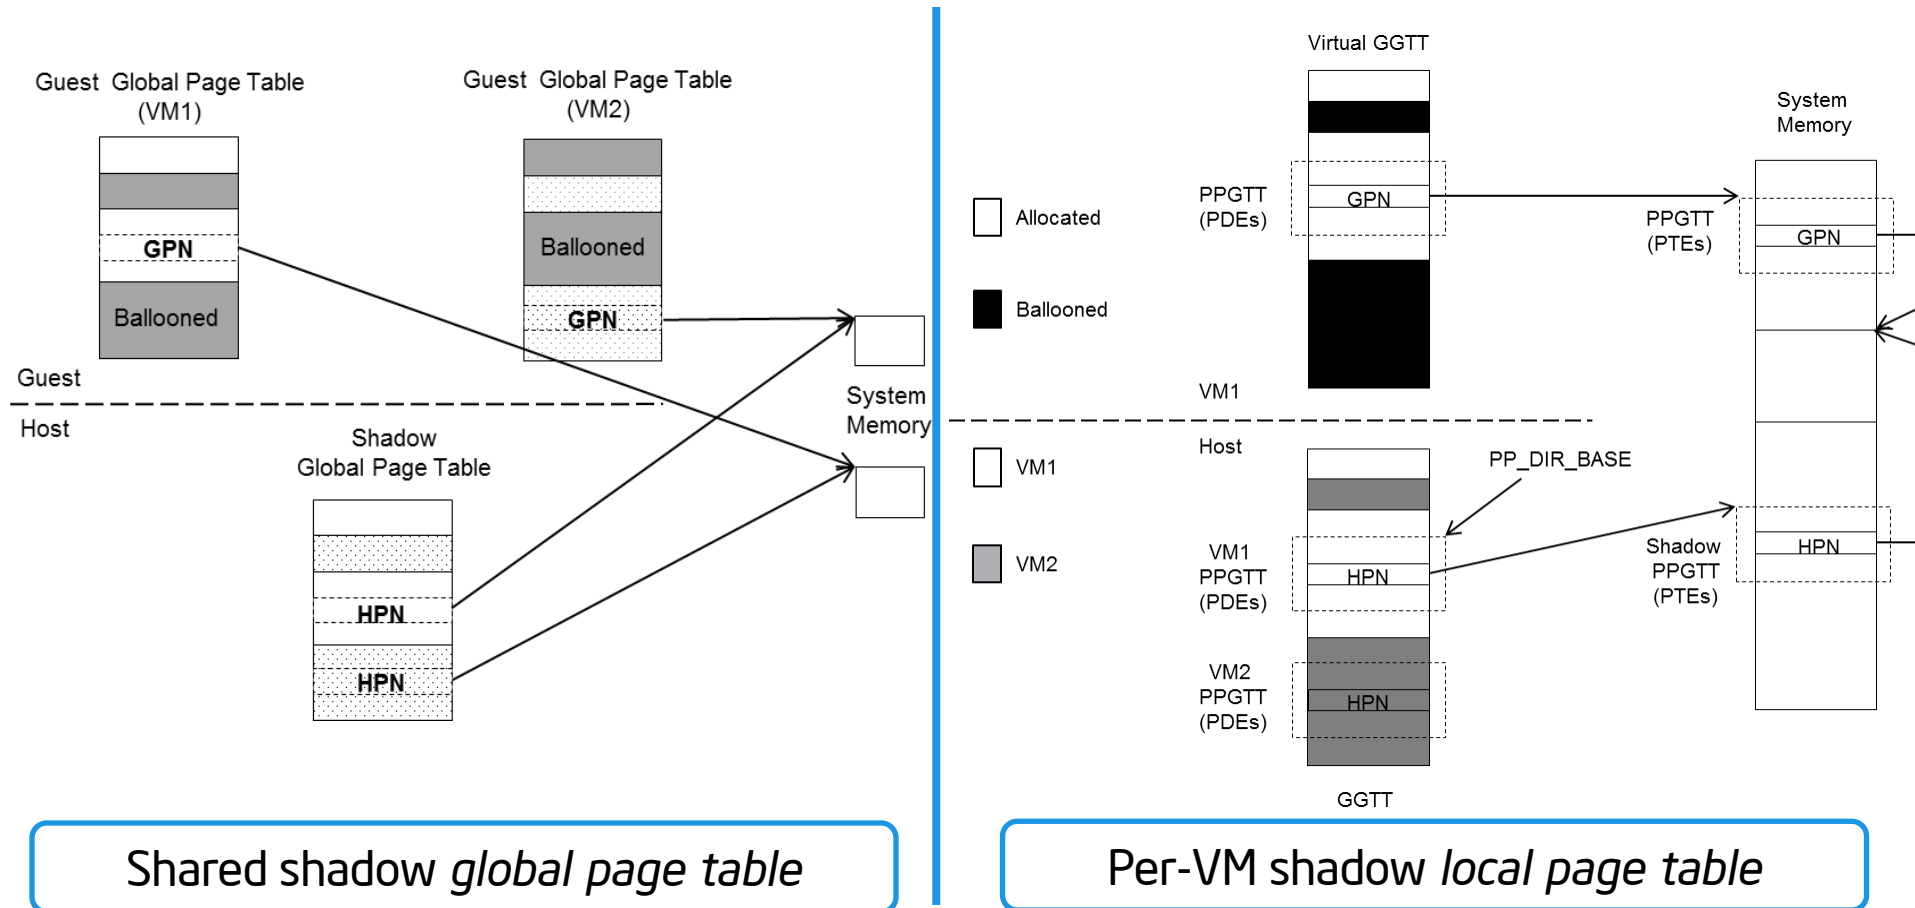 Guest Global Page Table
(VM1)
Guest Global Page Table
(VM2)
GPN
Ballooned
Ballooned
GPN
Guest
Host
System
Memory
Shadow
Global Page Table
HPN
HPN
Shared shadow global page table
Virtual GGTT
System
Memory
Allocated
Ballooned
PPGTT
(PDEs)
GPN
PPGTT
(PTEs)
GPN
VM1
Host
VM1
VM2
PP_DIR_BASE
VM1
PPGTT
(PDEs)
HPN
Shadow
PPGTT
(PTEs)
HPN
VM2
PPGTT
(PDEs)
HPN
GGTT
Per-VM shadow local page table